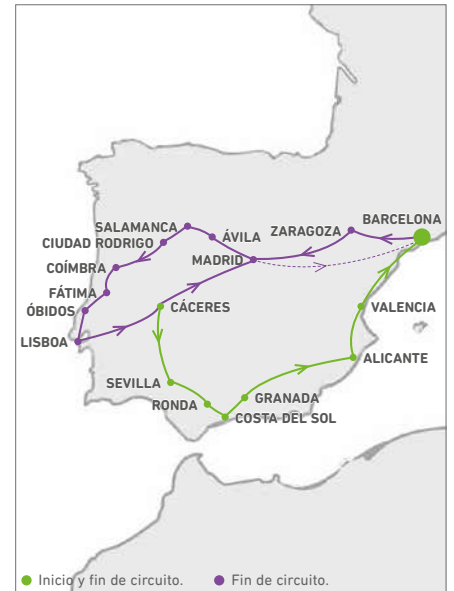 BARCELONA
ZARAGOZA
SALAMANCA
ÁVILA
CIUDAD RODRIGO
MADRID
COÍMBRA
FÁTIMA
ÓBIDOS
CÁCERES
VALENCIA
LISBOA
ALICANTE
SEVILLA
GRANADA
RONDA
COSTA DEL SOL
Inicio y fin de circuito.
Fin de circuito.